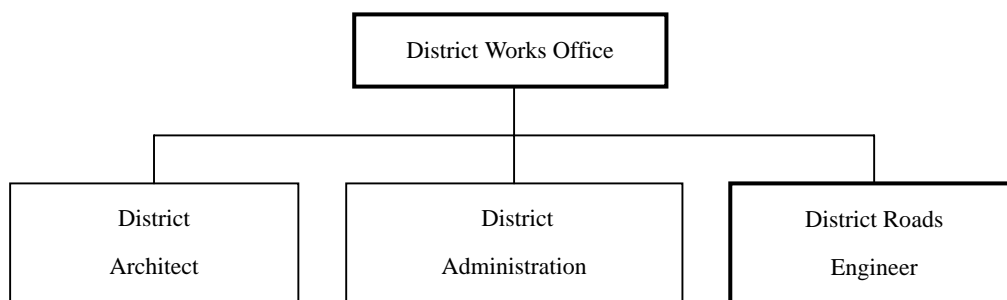 District Works Office
District
Architect
District
Administration
District Roads
Engineer